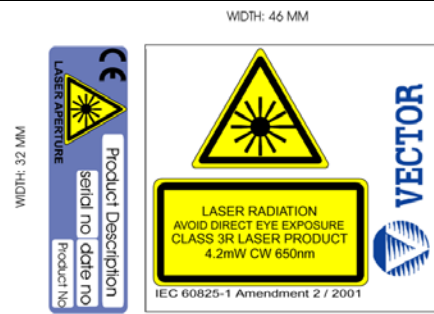 WIDTH: 46 MM
WIDTH: 32 MM
CE
LASER APERTURE
Product Description
serial no
date no
Product No
LASER RADIATION
AVOID DIRECT EYE EXPOSURE
CLASS 3R LASER PRODUCT
4.2mW CW 650nm
IEC 60825-1 Amendment 2 / 2001
VECTOR